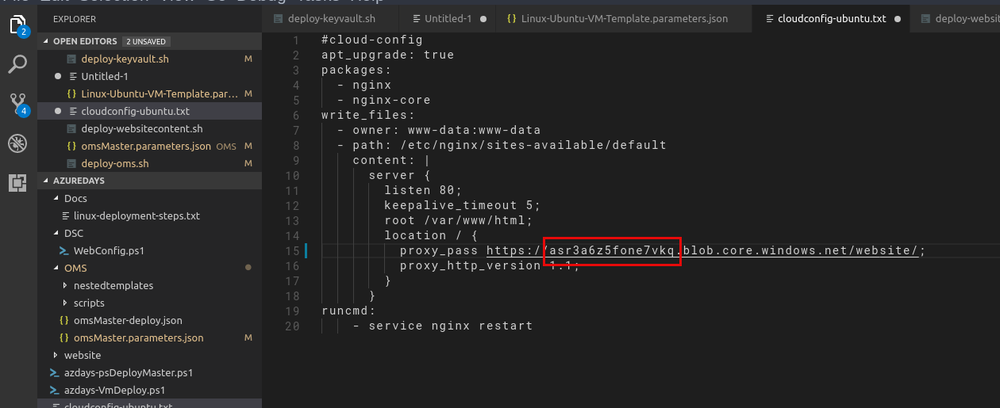 File Edit Selection View Go Debug Tasks Help
EXPLORER
OPEN EDITORS 2 UNSAVED
deploy-keyvault.sh M
Untitled-1
{} Linux-Ubuntu-VM-Template.par... M
cloudconfig-ubuntu.txt
deploy-websitecontent.sh
{} omsMaster.parameters.json OMS M
deploy-oms.sh M
AZUREDAYS
Docs
linux-deployment-steps.txt
DSC
WebConfig.ps1
OMS
nestedtemplates
scripts
{} omsMaster-deploy.json
{} omsMaster.parameters.json M
website
azdays-psDeployMaster.ps1
azdays-VmDeploy.ps1
cloudconfig-ubuntu.txt
2
4
deploy-keyvault.sh
Untitled-1
{} Linux-Ubuntu-VM-Template.parameters.json
cloudconfig-ubuntu.txt
deploy-websit
1 #cloud-config
2 apt_upgrade: true
3 packages:
4 - nginx
5 - nginx-core
6 write_files:
7 - owner: www-data:www-data
8 - path: /etc/nginx/sites-available/default
9 content: |
10 server {
11 listen 80;
12 keepalive_timeout 5;
13 root /var/www/html;
14 location / {
15 proxy_pass https://asr3a6z5fone7vkq.blob.core.windows.net/website/;
16 proxy_http_version 1.1;
17 }
18 }
19 runcmd:
20 - service nginx restart